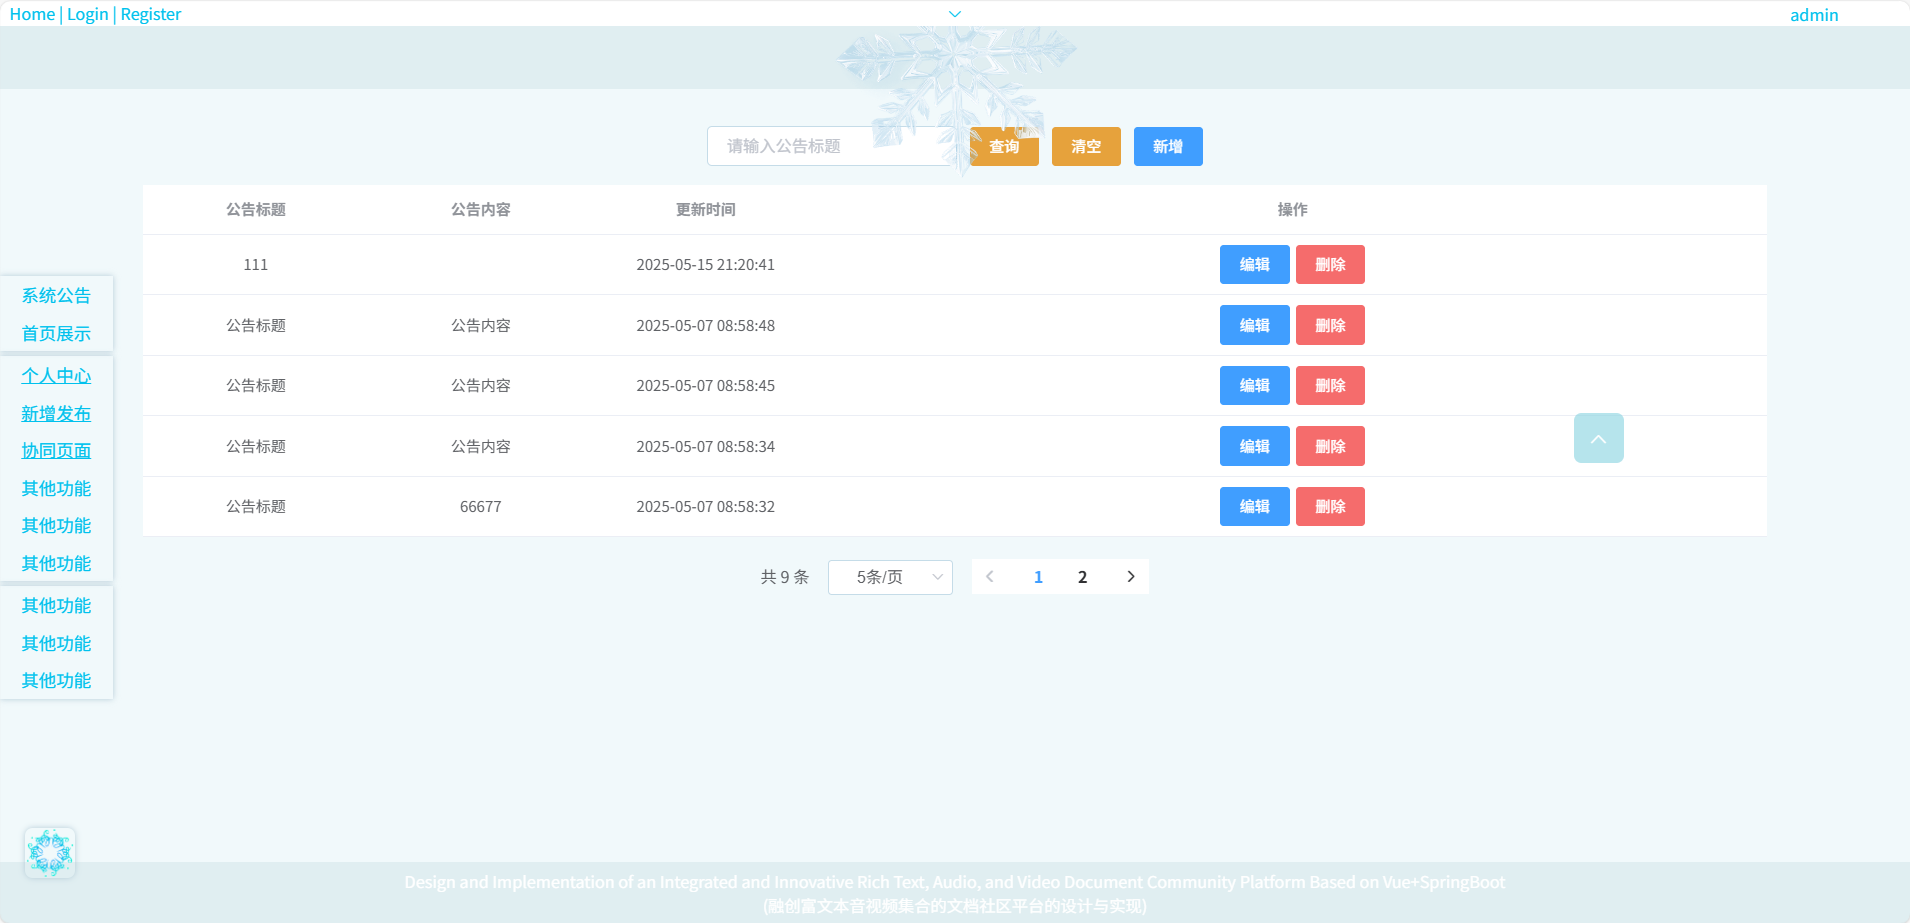 Home | Login | Register
admin
请输入公告标题 查询 清空 新增
公告标题 公告内容 更新时间 操作
111 2025-05-15 21:20:41 编辑 删除
公告标题 公告内容 2025-05-07 08:58:48 编辑 删除
公告标题 公告内容 2025-05-07 08:58:45 编辑 删除
公告标题 公告内容 2025-05-07 08:58:34 编辑 删除
公告标题 66677 2025-05-07 08:58:32 编辑 删除
共 9 条 5条/页 1 2
系统公告
首页展示
个人中心
新增发布
协同页面
其他功能
其他功能
其他功能
其他功能
其他功能
其他功能
Design and Implementation of an Integrated and Innovative Rich Text, Audio, and Video Document Community Platform Based on Vue+SpringBoot
(融创富文本音视频集合的文档社区平台的设计与实现)